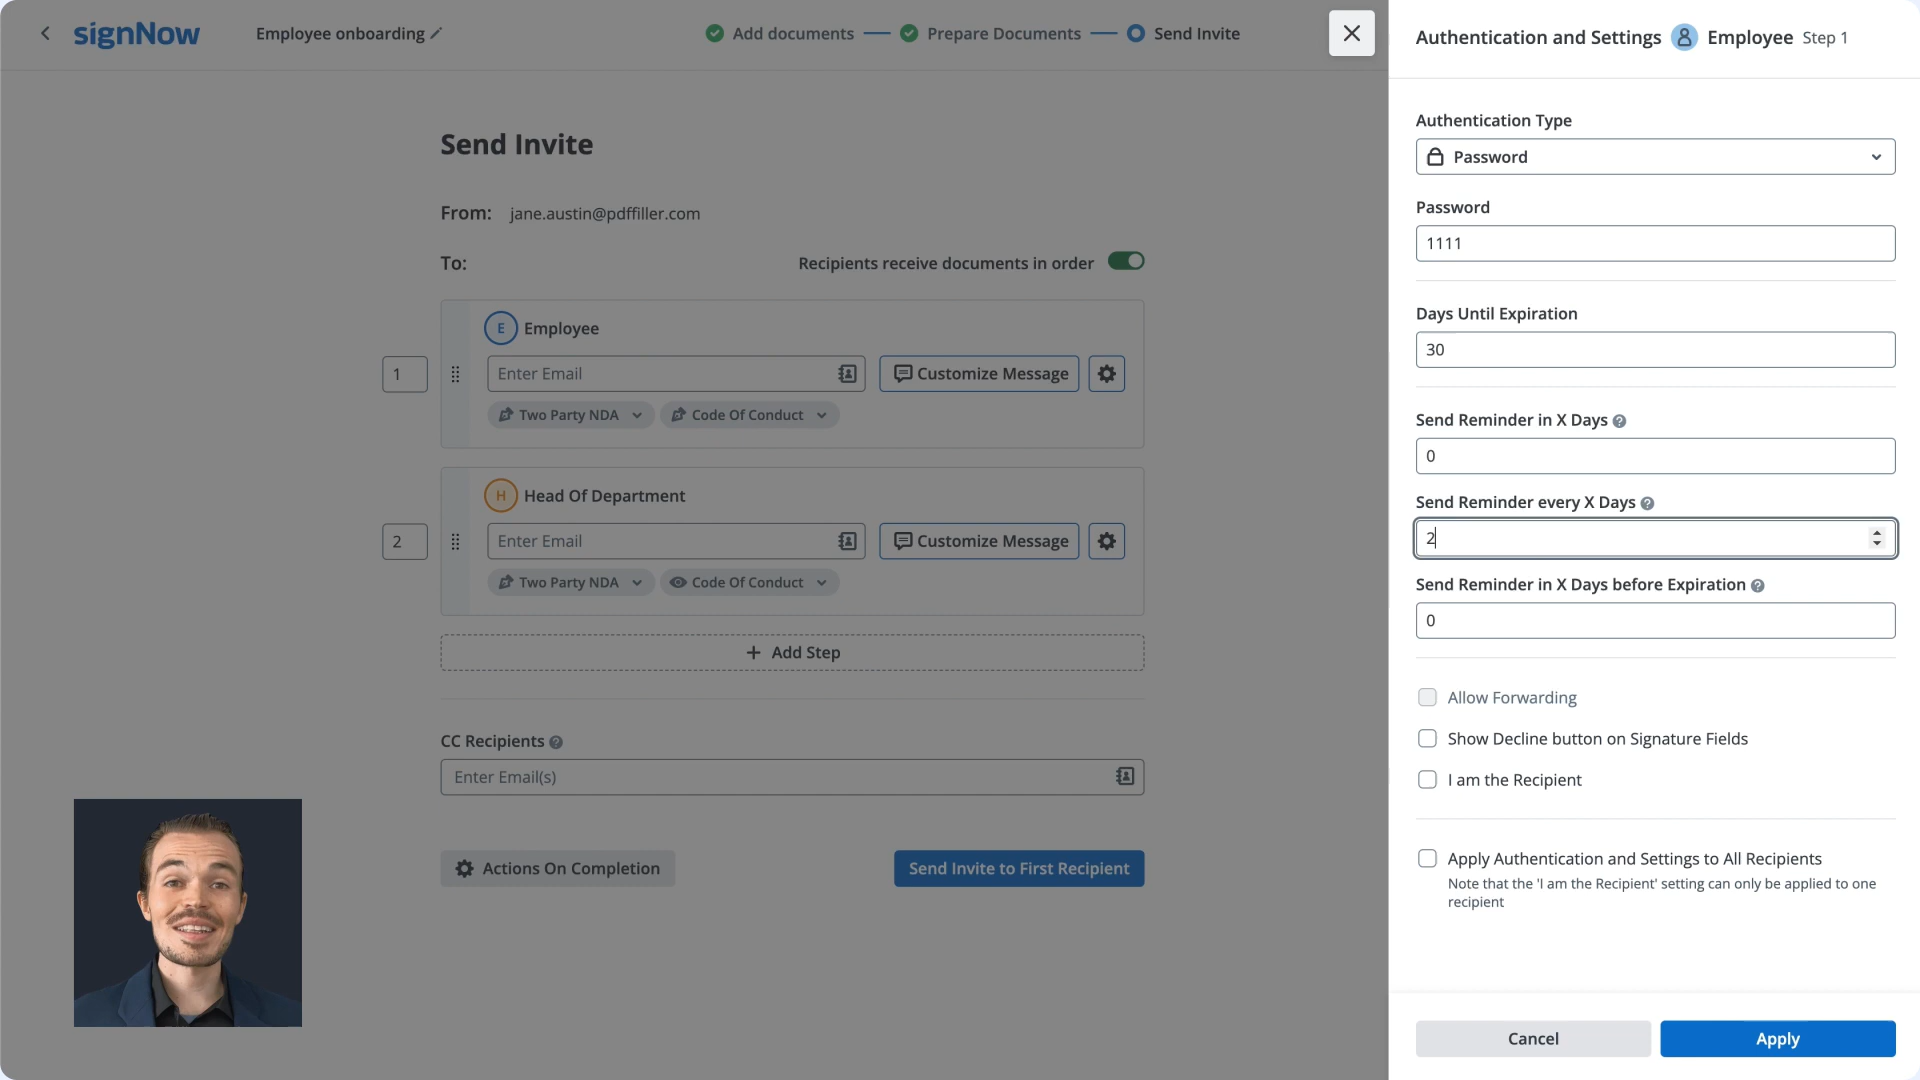 signNow
Employee onboarding
Add documents
Prepare Documents
Send Invite
Send Invite
From: jane.austin@pdffiller.com
To:
Recipients receive documents in order
E Employee
1
Enter Email
Customize Message
Two Party NDA
Code Of Conduct
H Head Of Department
2
Enter Email
Customize Message
Two Party NDA
Code Of Conduct
+ Add Step
CC Recipients ?
Enter Email(s)
Actions On Completion
Send Invite to First Recipient
Authentication and Settings Employee Step 1
Authentication Type
Password
Password
1111
Days Until Expiration
30
Send Reminder in X Days ?
0
Send Reminder every X Days ?
2
Send Reminder in X Days before Expiration ?
0
Allow Forwarding
Show Decline button on Signature Fields
I am the Recipient
Apply Authentication and Settings to All Recipients
Note that the 'I am the Recipient' setting can only be applied to one
recipient
Cancel
Apply